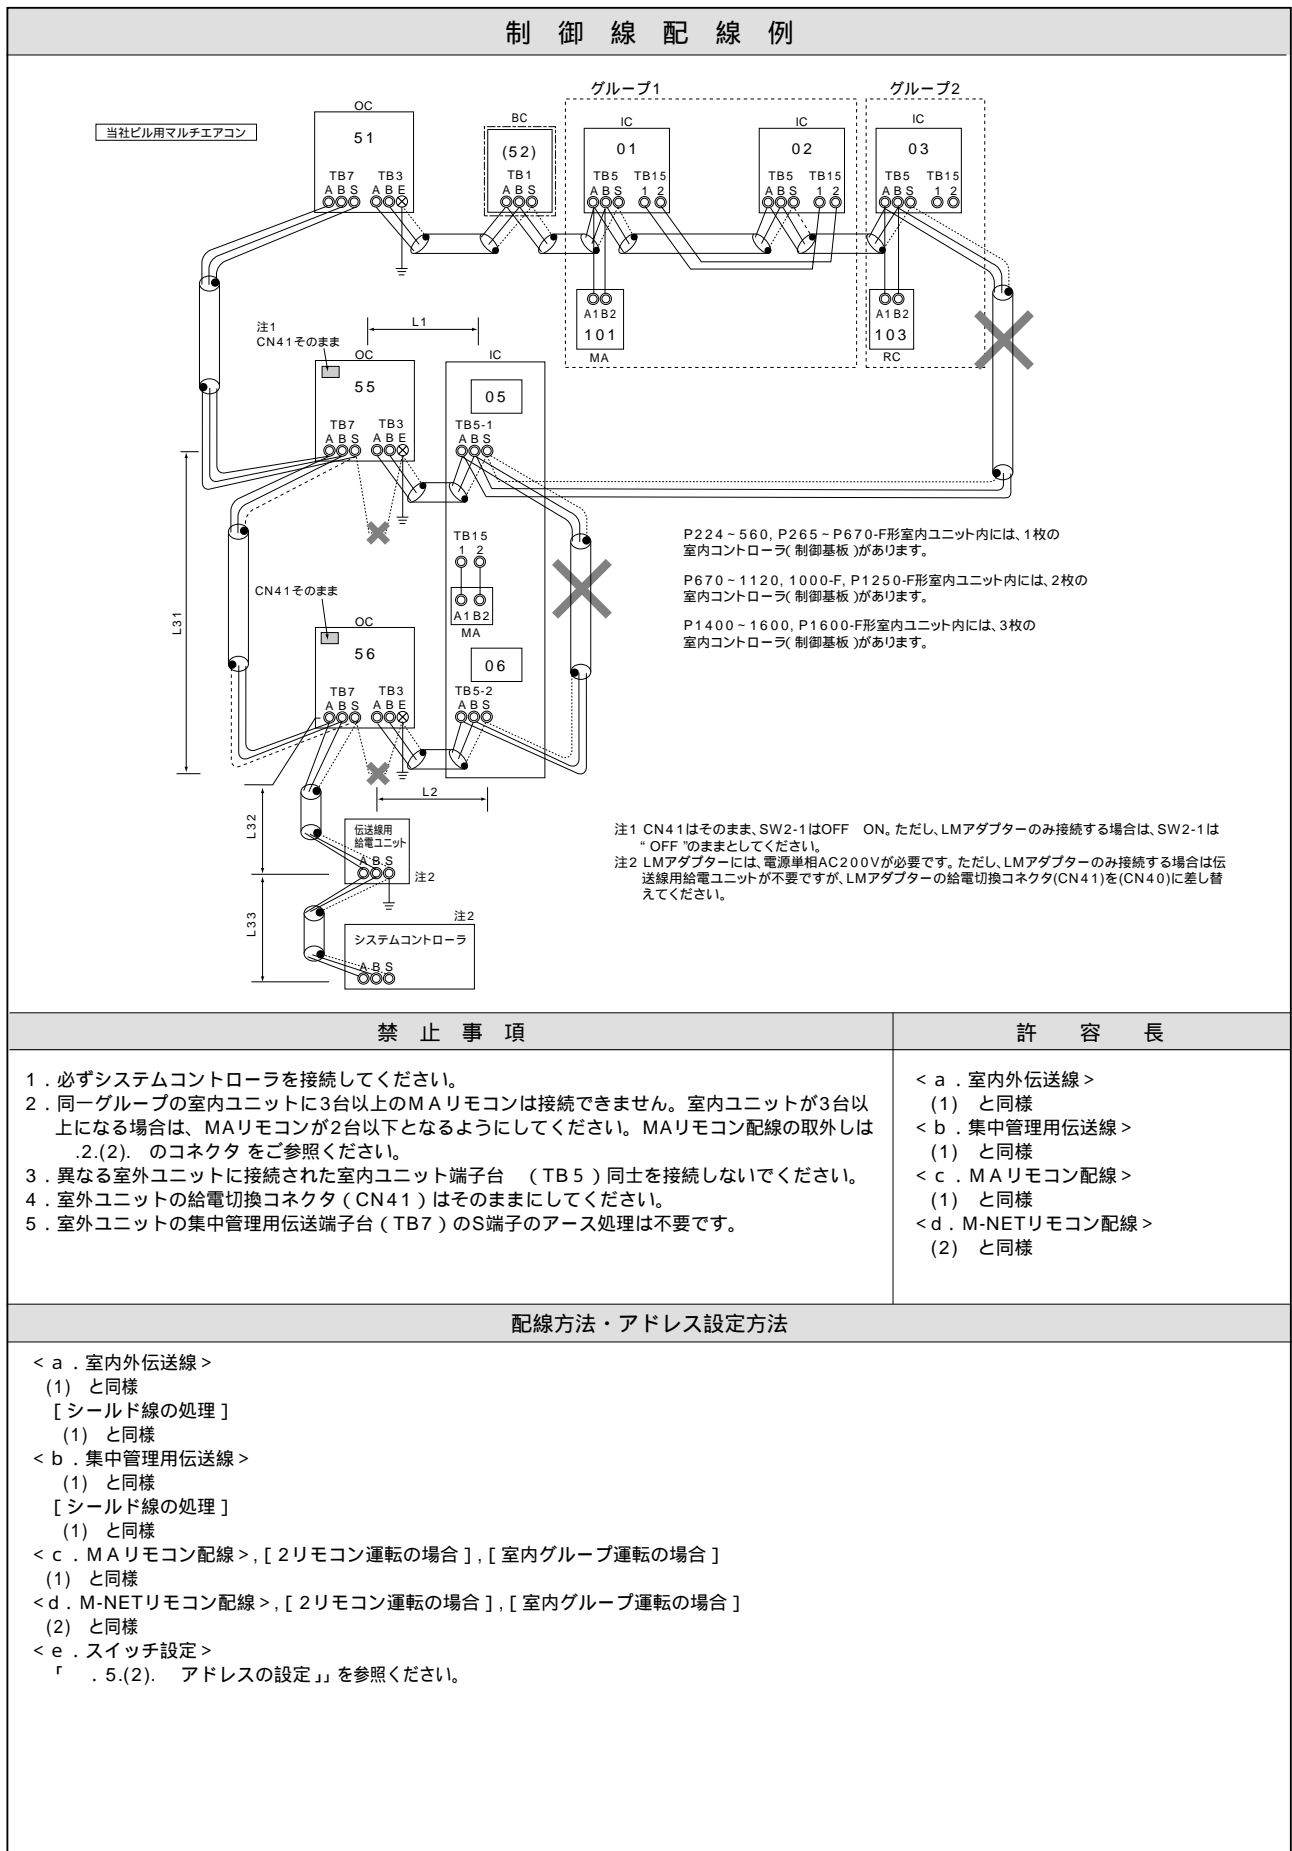 制 御 線 配 線 例
当社ビル用マルチエアコン
グループ1
グループ2
OC
51
TB7 TB3
A B S A B E
BC
(52)
TB1
A B S
IC
01
TB5 TB15
A B S 1 2
IC
02
TB5 TB15
A B S 1 2
IC
03
TB5 TB15
A B S 1 2
A1 B2
101
MA
A1 B2
103
RC
注1
CN41そのまま
L1
OC
55
TB7 TB3
A B S A B E
IC
05
TB5-1
A B S
TB15
1 2
A1 B2
MA
06
TB5-2
A B S
L31
CN41そのまま
OC
56
TB7 TB3
A B S A B E
L2
L32
伝送線用
給電ユニット
A B S
注2
L33
注2
システムコントローラ
A B S
P224~560, P265~P670-F形室内ユニット内には、1枚の
室内コントローラ(制御基板)があります。
P670~1120, 1000-F, P1250-F形室内ユニット内には、2枚の
室内コントローラ(制御基板)があります。
P1400~1600, P1600-F形室内ユニット内には、3枚の
室内コントローラ(制御基板)があります。
注1 CN41はそのまま、SW2-1はOFF ON。ただし、LMアダプターのみ接続する場合は、SW2-1は
“OFF”のままとしてください。
注2 LMアダプターには、電源単相AC200Vが必要です。ただし、LMアダプターのみ接続する場合は伝
送線用給電ユニットが不要ですが、LMアダプターの給電切換コネクタ(CN41)を(CN40)に差し替
えてください。
禁 止 事 項
1.必ずシステムコントローラを接続してください。
2.同一グループの室内ユニットに3台以上のMAリモコンは接続できません。室内ユニットが3台以
上になる場合は、MAリモコンが2台以下となるようにしてください。MAリモコン配線の取外しは
.2.(2). のコネクタ をご参照ください。
3.異なる室外ユニットに接続された室内ユニット端子台 (TB5)同士を接続しないでください。
4.室外ユニットの給電切換コネクタ(CN41)はそのままにしてください。
5.室外ユニットの集中管理用伝送端子台(TB7)のS端子のアース処理は不要です。
許 容 長
<a.室内外伝送線>
(1) と同様
<b.集中管理用伝送線>
(1) と同様
<c.MAリモコン配線>
(1) と同様
<d.M-NETリモコン配線>
(2) と同様
配線方法・アドレス設定方法
<a.室内外伝送線>
(1) と同様
[シールド線の処理]
(1) と同様
<b.集中管理用伝送線>
(1) と同様
[シールド線の処理]
(1) と同様
<c.MAリモコン配線>,[2リモコン運転の場合],[室内グループ運転の場合]
(1) と同様
<d.M-NETリモコン配線>,[2リモコン運転の場合],[室内グループ運転の場合]
(2) と同様
<e.スイッチ設定>
「 .5.(2). アドレスの設定」」を参照ください。